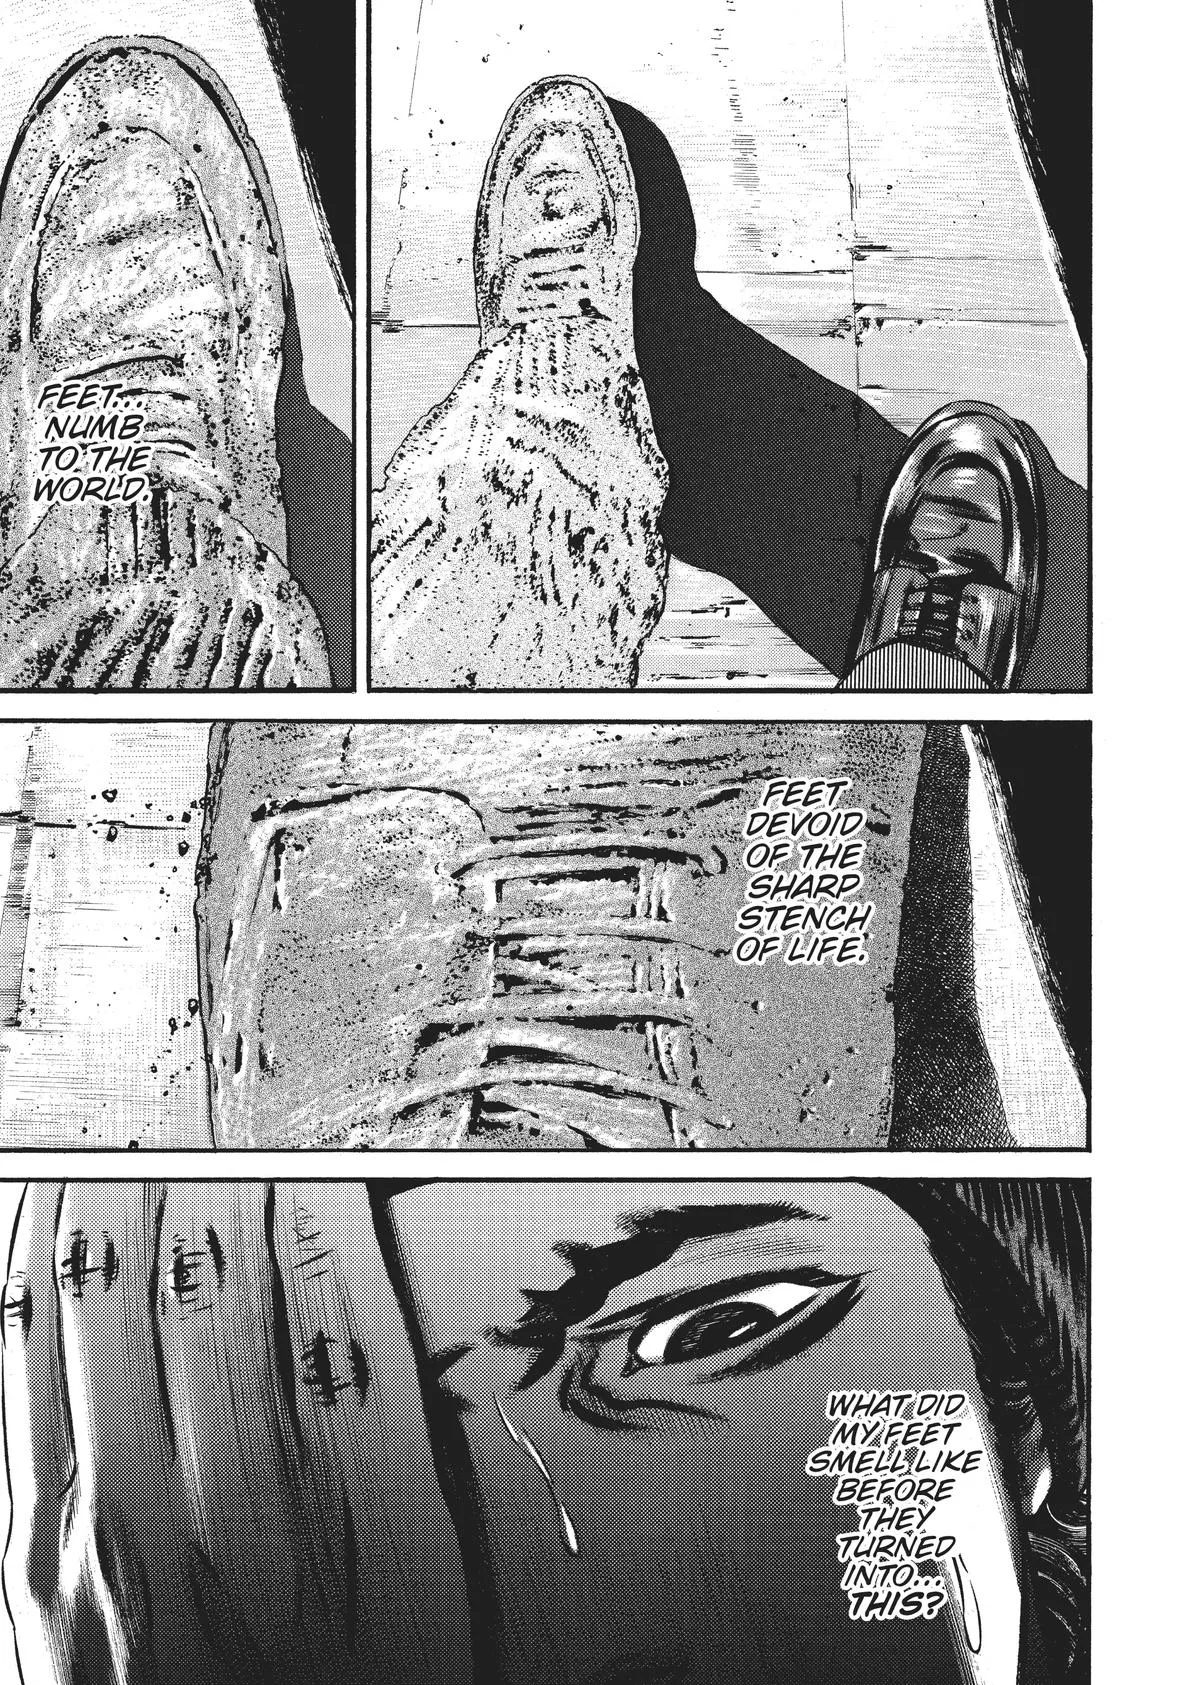 FEET...
NUMB
TO THE
WORLD.
FEET
DEVOID
OF THE
SHARP
STENCH
OF LIFE.
WHAT DID
MY FEET
SMELL LIKE
BEFORE
THEY
TURNED
INTO...
THIS?